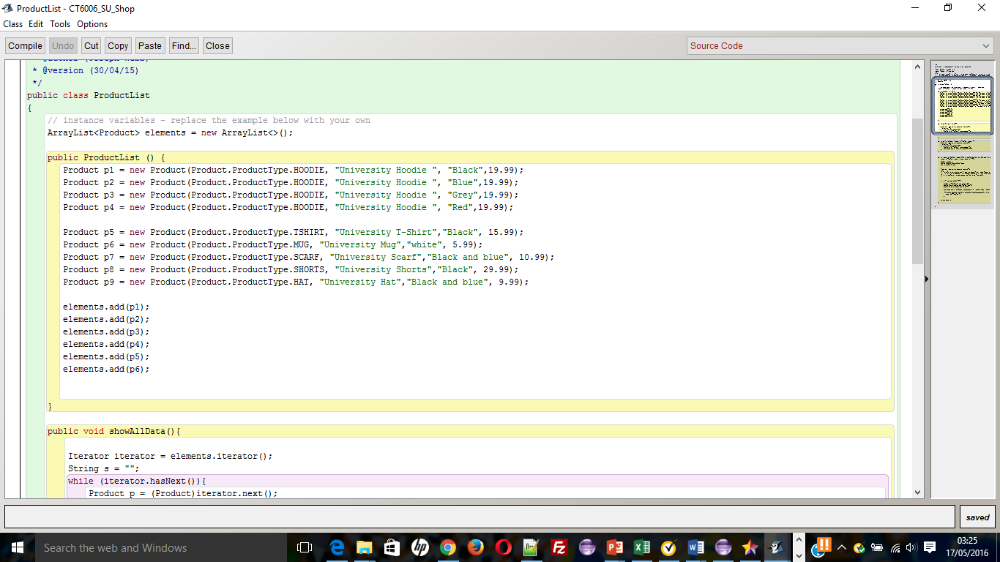 ProductList - CT6006_SU_Shop
Class Edit Tools Options
Compile Undo Cut Copy Paste Find... Close Source Code
* @version (30/04/15)
*/
public class ProductList
{
// instance variables - replace the example below with your own
ArrayList<Product> elements = new ArrayList<>();
public ProductList () {
Product p1 = new Product(Product.ProductType.HOODIE, "University Hoodie ", "Black",19.99);
Product p2 = new Product(Product.ProductType.HOODIE, "University Hoodie ", "Blue",19.99);
Product p3 = new Product(Product.ProductType.HOODIE, "University Hoodie ", "Grey",19.99);
Product p4 = new Product(Product.ProductType.HOODIE, "University Hoodie ", "Red",19.99);
Product p5 = new Product(Product.ProductType.TSHIRT, "University T-Shirt","Black", 15.99);
Product p6 = new Product(Product.ProductType.MUG, "University Mug","white", 5.99);
Product p7 = new Product(Product.ProductType.SCARF, "University Scarf","Black and blue", 10.99);
Product p8 = new Product(Product.ProductType.SHORTS, "University Shorts","Black", 29.99);
Product p9 = new Product(Product.ProductType.HAT, "University Hat","Black and blue", 9.99);
elements.add(p1);
elements.add(p2);
elements.add(p3);
elements.add(p4);
elements.add(p5);
elements.add(p6);
}
public void showAllData(){
Iterator iterator = elements.iterator();
String s = "";
while (iterator.hasNext()){
Product p = (Product)iterator.next();
saved
Search the web and Windows
03:25
17/05/2016